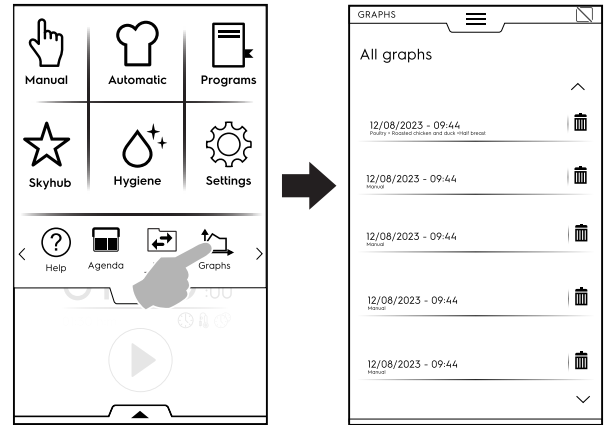 Manual
Automatic
Programs
Skyhub
Hygiene
Settings
?
Help
Agenda
Graphs
:00
GRAPHS
All graphs
12/08/2023 - 09:44
Poultry - Roasted chicken and duck -Half breast
12/08/2023 - 09:44
Manual
12/08/2023 - 09:44
Manual
12/08/2023 - 09:44
Manual
12/08/2023 - 09:44
Manual